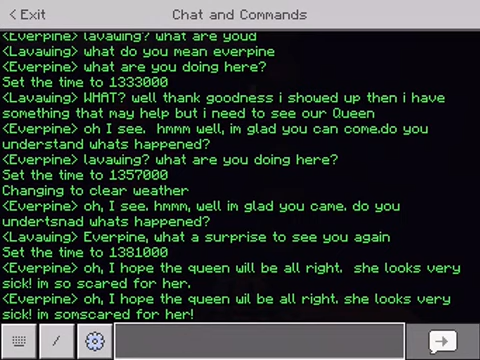 < Exit
Chat and Commands
<Everpine> lavawing? what are youd
<Lavawing> what do you mean everpine
<Everpine> what are you doing here?
Set the time to 1333000
<Lavawing> WHAT? well thank goodness i showed up then i have
something that may help but i need to see our Queen
<Everpine> oh I see.  hmmm well, im glad you can come.do you
understand whats happened?
<Everpine> lavawing? what are you doing here?
Set the time to 1357000
Changing to clear weather
<Everpine> oh, I see. hmmm, well im glad you came. do you
undertsnad whats happened?
<Lavawing> Everpine, what a surprise to see you again
Set the time to 1381000
<Everpine> oh, I hope the queen will be all right.  she looks very
sick! im so scared for her.
<Everpine> oh, I hope the queen wil be all right. she looks very
sick! im somscared for her!
/